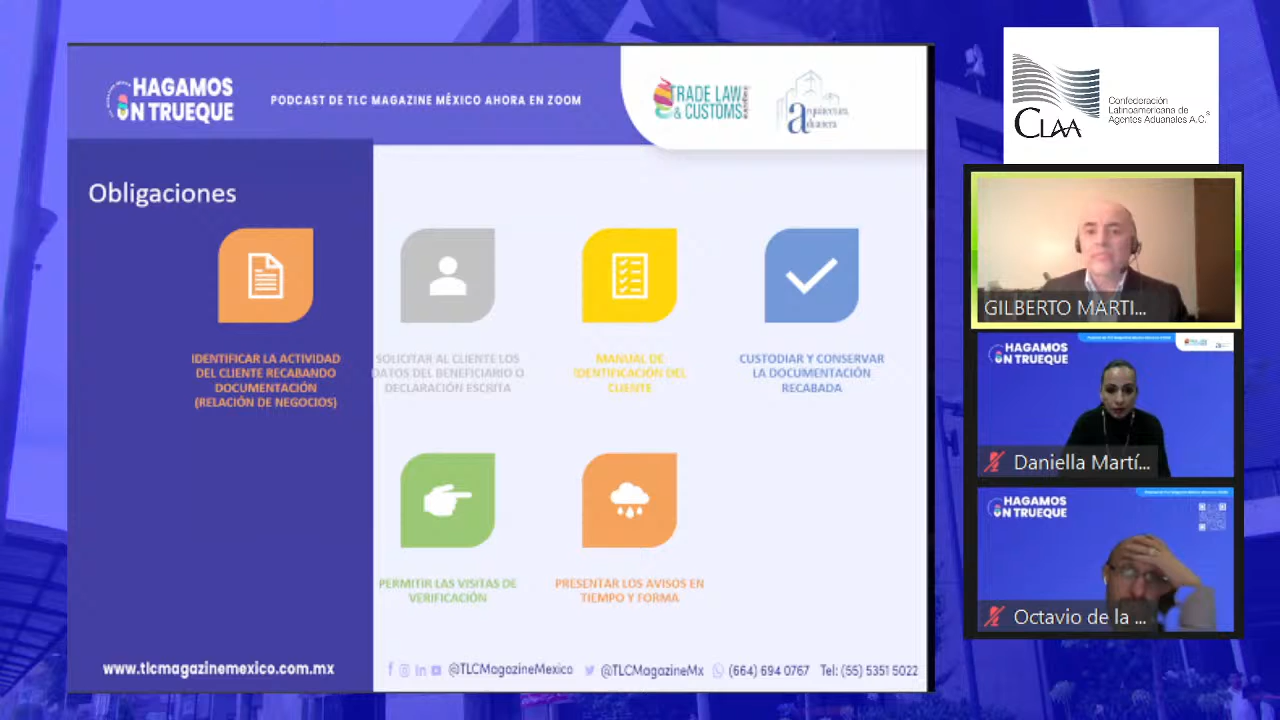 HAGAMOS
UN TRUEQUE
PODCAST DE TLC MAGAZINE MÉXICO AHORA EN ZOOM
TRADE LAW
& CUSTOMS
arquitectura
aduanera
CLAA
Confederación
Latinoamericana de
Agentes Aduanales A.C.
Obligaciones
IDENTIFICAR LA ACTIVIDAD
DEL CLIENTE RECABANDO
DOCUMENTACIÓN
(RELACIÓN DE NEGOCIOS)
SOLICITAR AL CLIENTE LOS
DATOS DEL BENEFICIARIO O
DECLARACIÓN ESCRITA
MANUAL DE
IDENTIFICACIÓN DEL
CLIENTE
CUSTODIAR Y CONSERVAR
LA DOCUMENTACIÓN
RECABADA
PERMITIR LAS VISITAS DE
VERIFICACIÓN
PRESENTAR LOS AVISOS EN
TIEMPO Y FORMA
www.tlcmagazinemexico.com.mx
@TLCMagazineMexico
@TLCMagazineMx
(664) 694 0767
Tel: (55) 5351 5022
GILBERTO MARTI...
HAGAMOS
UN TRUEQUE
Daniella Martí...
HAGAMOS
UN TRUEQUE
Octavio de la ...